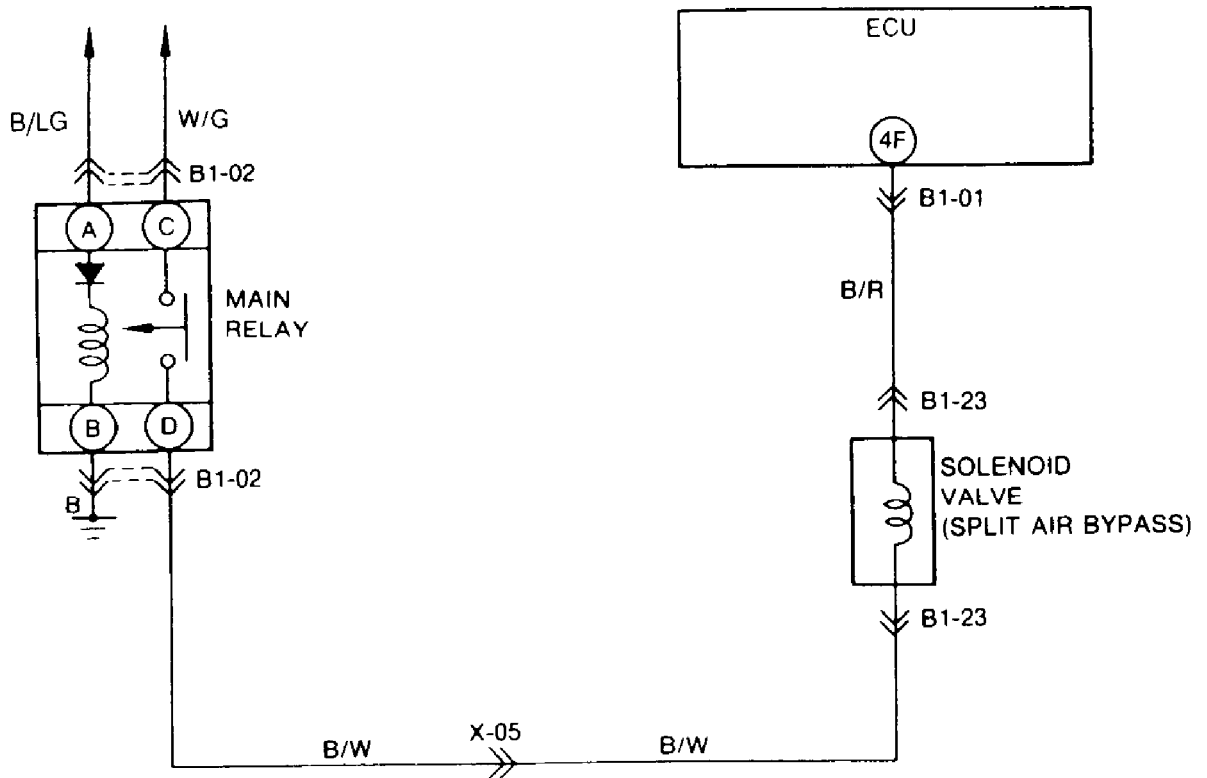 ECU
4F
B/LG
W/G
B1-02
B1-01
A
C
B/R
MAIN
RELAY
B1-23
B
D
B1-02
B
SOLENOID
VALVE
(SPLIT AIR BYPASS)
B1-23
X-05
B/W
B/W